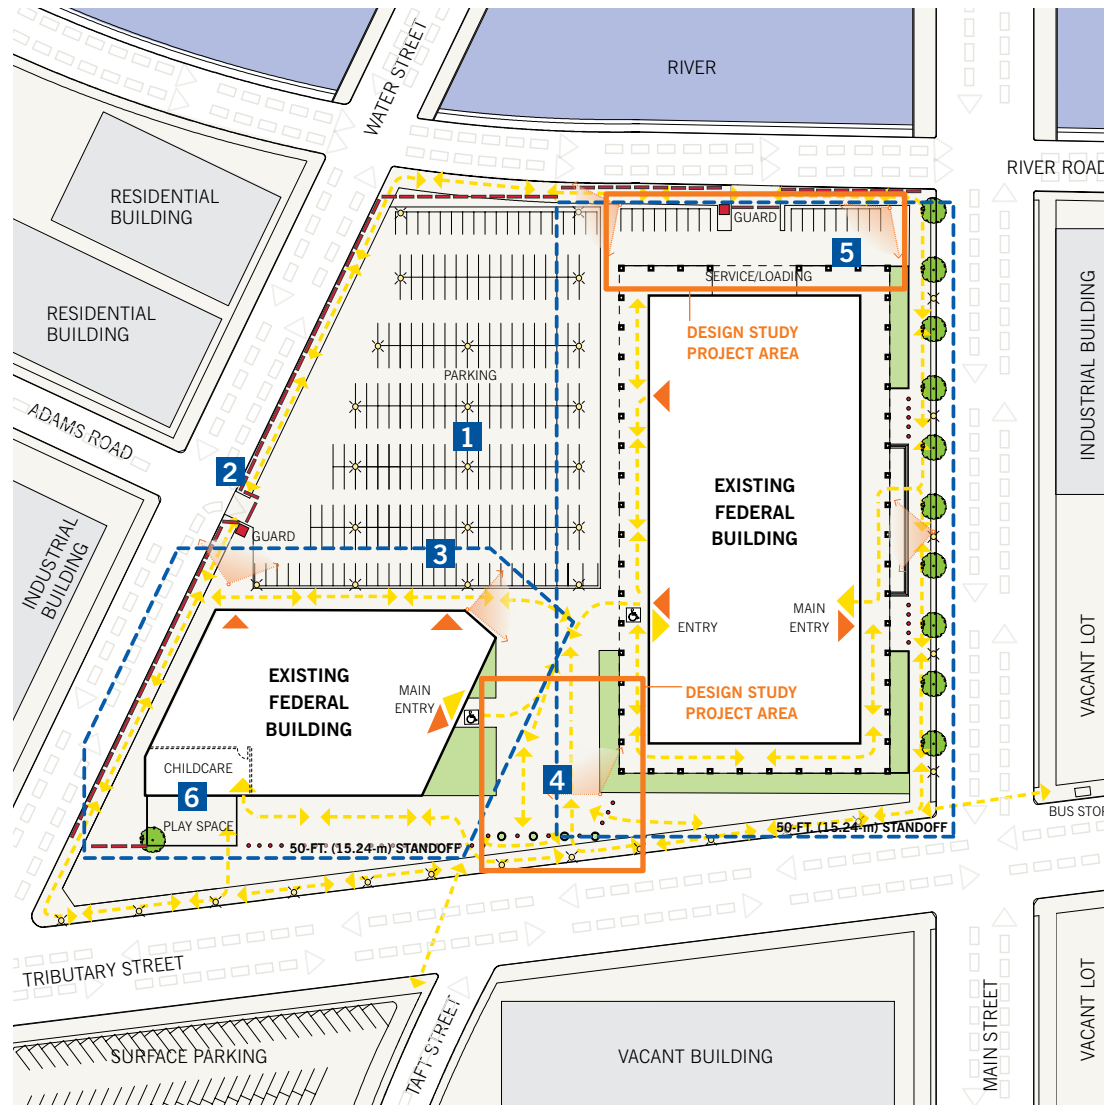 RIVER
WATER STREET
RIVER ROAD
RESIDENTIAL
BUILDING
RESIDENTIAL
BUILDING
GUARD
5
SERVICE/LOADING
INDUSTRIAL BUILDING
DESIGN STUDY
PROJECT AREA
PARKING
ADAMS ROAD
1
2
EXISTING
FEDERAL
BUILDING
GUARD
3
INDUSTRIAL
BUILDING
ENTRY
MAIN
ENTRY
VACANT LOT
EXISTING
FEDERAL
BUILDING
MAIN
ENTRY
DESIGN STUDY
PROJECT AREA
CHILDCARE
4
6
PLAY SPACE
50-FT. (15.24-m) STANDOFF
50-FT. (15.24-m) STANDOFF
BUS STOP
TRIBUTARY STREET
SURFACE PARKING
TAFT STREET
VACANT BUILDING
MAIN STREET
VACANT LOT